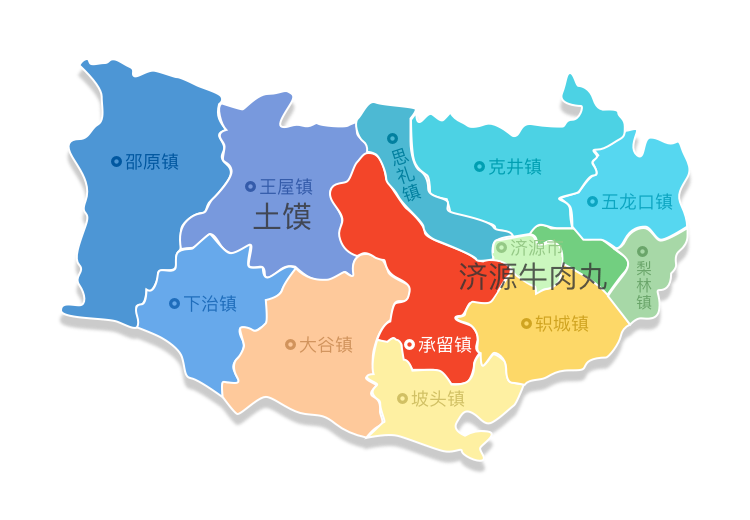 邵原镇
王屋镇
土馍
思礼镇
克井镇
五龙口镇
济源市
济源牛肉丸
梨林镇
下冶镇
大谷镇
承留镇
轵城镇
坡头镇